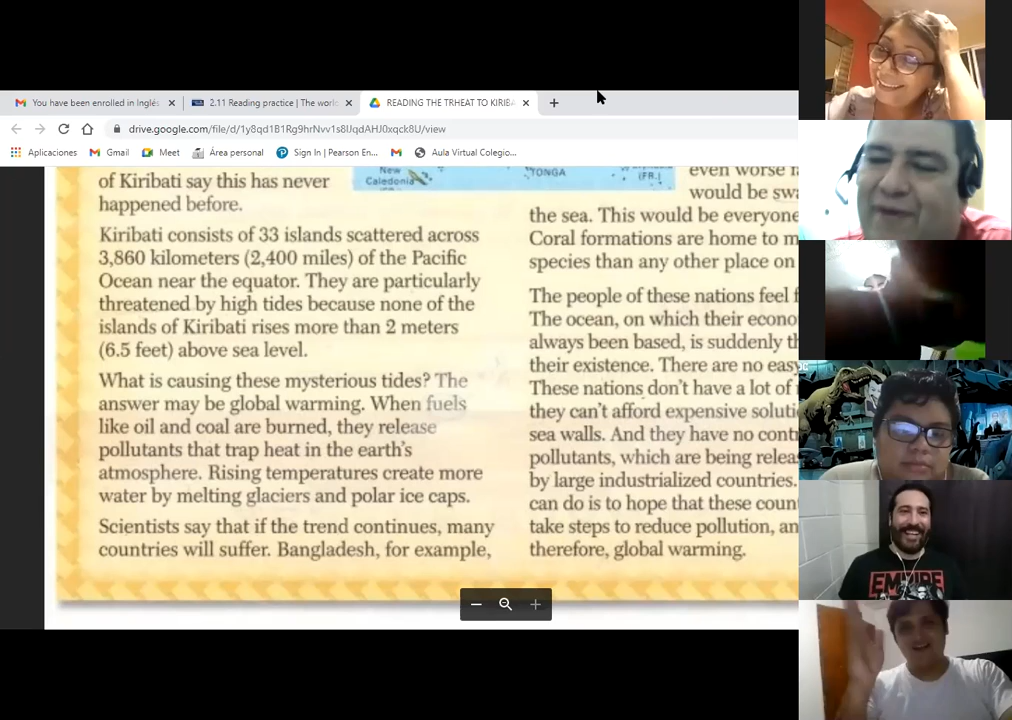 You have been enrolled in Inglés
2.11 Reading practice | The worl
READING THE TRHEAT TO KIRIBA
drive.google.com/file/d/1y8qd1B1Rg9hrNvv1s8IJqdAHJ0xqck8U/view
Aplicaciones
Gmail
Meet
Área personal
Sign In | Pearson En...
Aula Virtual Colegio...
of Kiribati say this has never
happened before.
Kiribati consists of 33 islands scattered across
3,860 kilometers (2,400 miles) of the Pacific
Ocean near the equator. They are particularly
threatened by high tides because none of the
islands of Kiribati rises more than 2 meters
(6.5 feet) above sea level.
What is causing these mysterious tides? The
answer may be global warming. When fuels
like oil and coal are burned, they release
pollutants that trap heat in the earth's
atmosphere. Rising temperatures create more
water by melting glaciers and polar ice caps.
Scientists say that if the trend continues, many
countries will suffer. Bangladesh, for example,
New
Caledonia
TONGA
(FR.)
even worse
would be swa
the sea. This would be everyone
Coral formations are home to m
species than any other place on
The people of these nations feel f
The ocean, on which their econo
always been based, is suddenly th
their existence. There are no easy
These nations don't have a lot of
they can't afford expensive soluti
sea walls. And they have no cont
pollutants, which are being relea
by large industrialized countries.
can do is to hope that these coun
take steps to reduce pollution, an
therefore, global warming.
EMPIRE